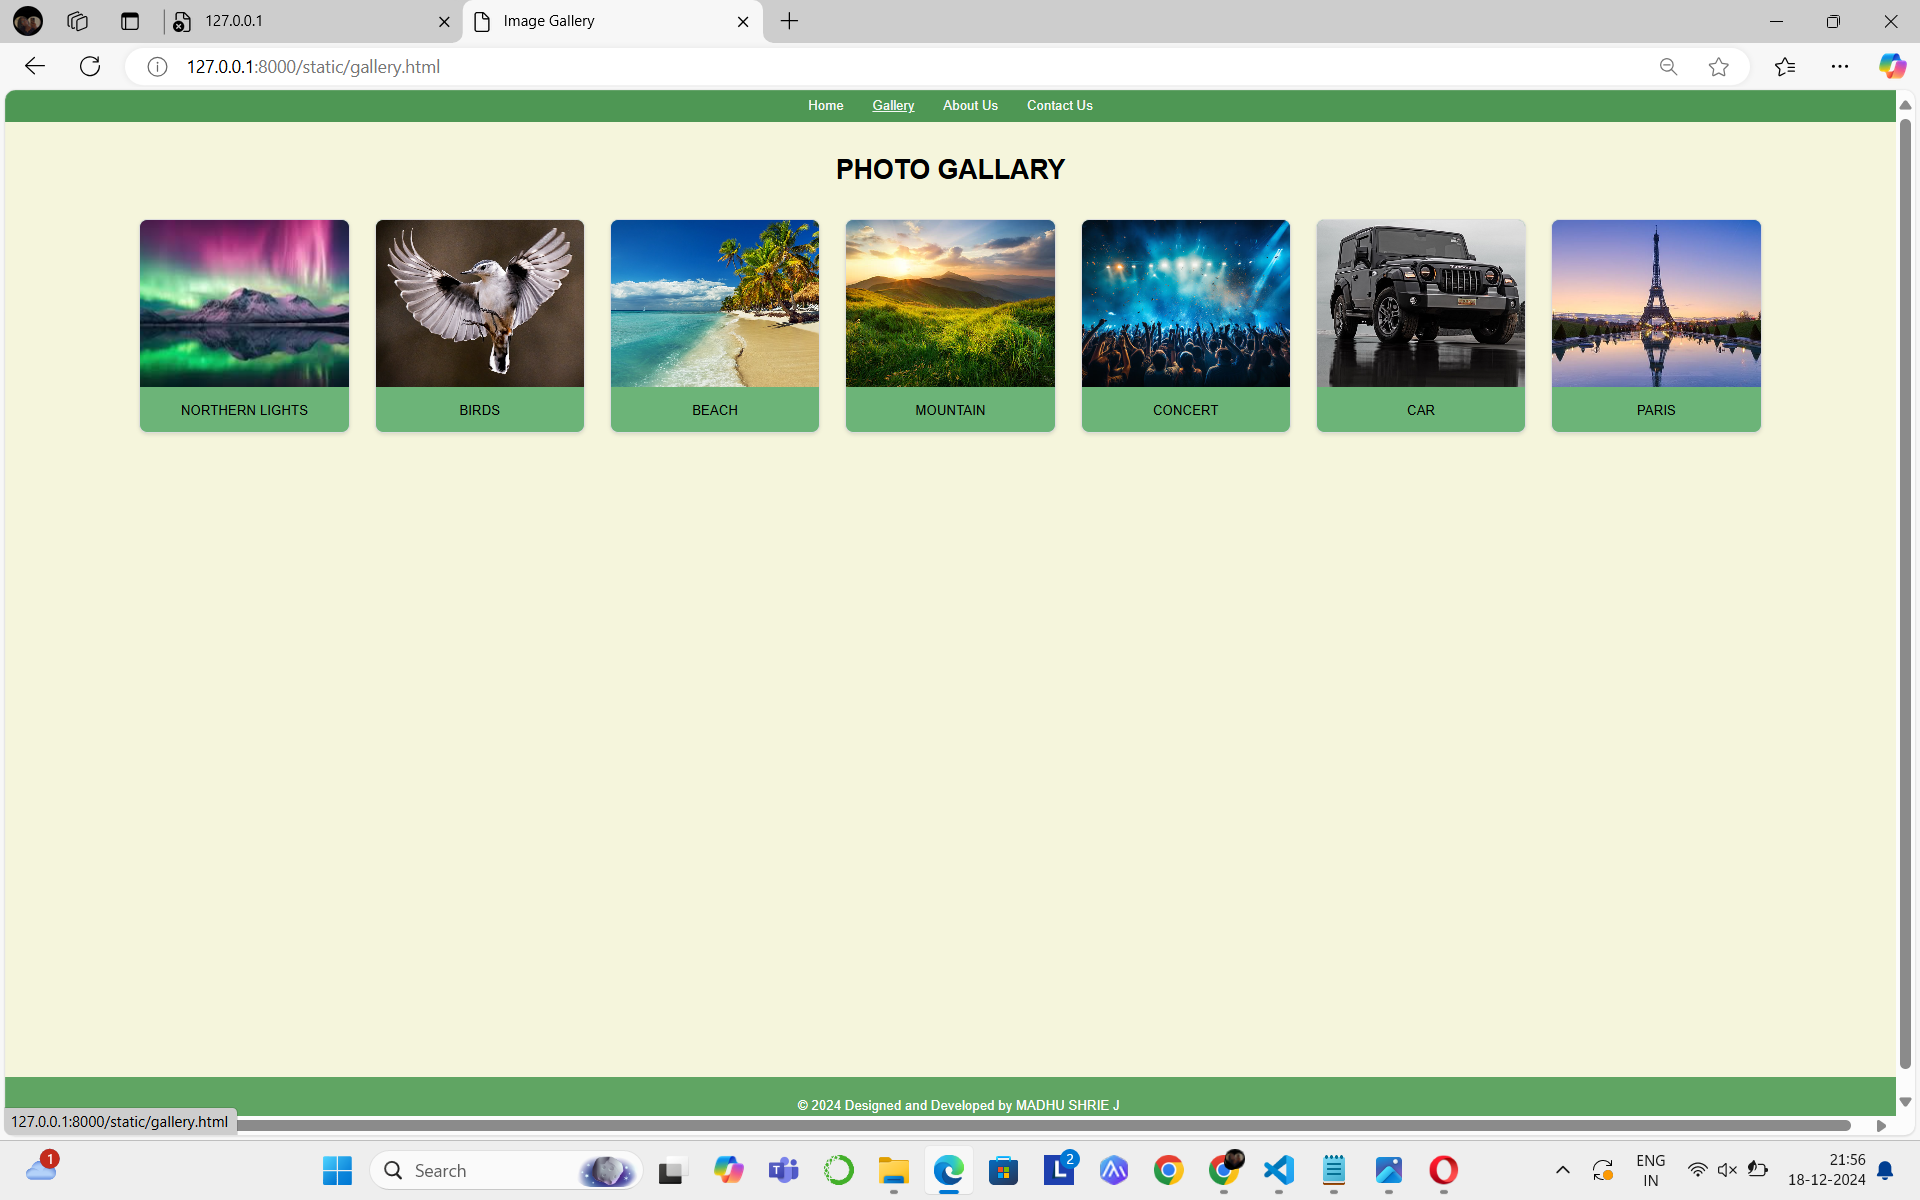 127.0.0.1
Image Gallery
127.0.0.1:8000/static/gallery.html
Home Gallery About Us Contact Us
PHOTO GALLARY
NORTHERN LIGHTS
BIRDS
BEACH
MOUNTAIN
CONCERT
CAR
PARIS
© 2024 Designed and Developed by MADHU SHRIE J
127.0.0.1:8000/static/gallery.html
1
Search
L 2
ENG
IN
21:56
18-12-2024